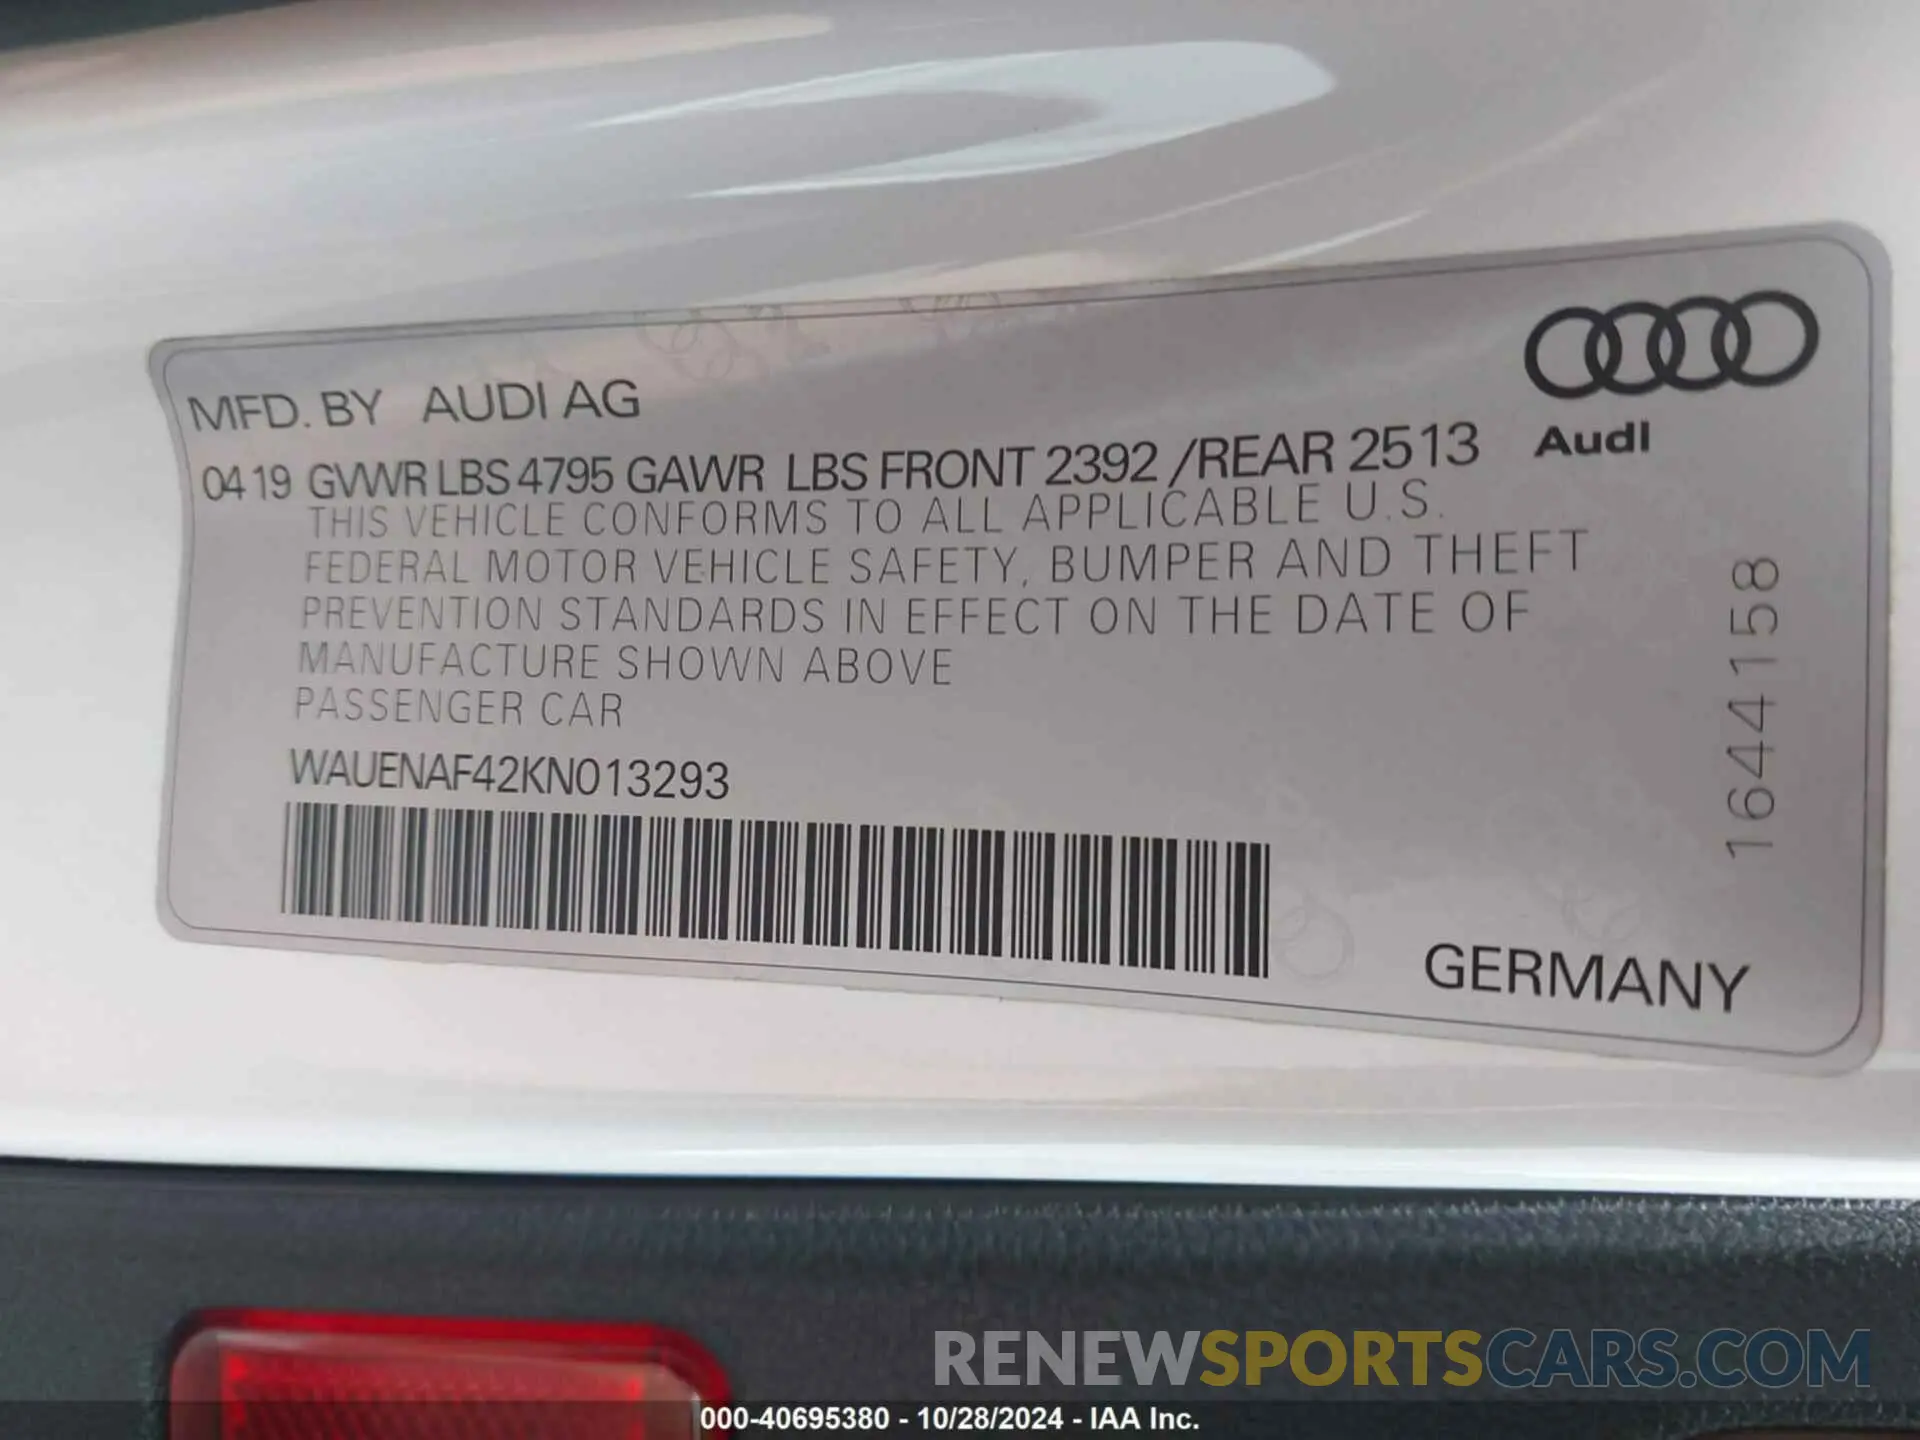 MFD. BY AUDI AG
Audi
04 19 GVWR LBS 4795 GAWR LBS FRONT 2392 /REAR 2513
THIS VEHICLE CONFORMS TO ALL APPLICABLE U.S.
FEDERAL MOTOR VEHICLE SAFETY, BUMPER AND THEFT
PREVENTION STANDARDS IN EFFECT ON THE DATE OF
MANUFACTURE SHOWN ABOVE
PASSENGER CAR
WAUENAF42KN013293
1644158
GERMANY
RENEWSPORTSCARS.COM
000-40695380 - 10/28/2024 - IAA Inc.